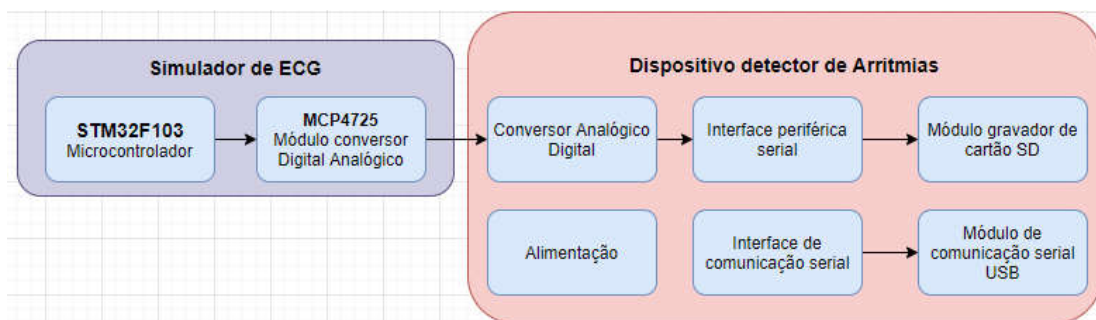 Simulador de ECG
STM32F103
Microcontrolador
MCP4725
Módulo conversor
Digital Analógico
Dispositivo detector de Arritmias
Conversor Analógico
Digital
Interface periférica
serial
Módulo gravador de
cartão SD
Alimentação
Interface de
comunicação serial
Módulo de
comunicação serial
USB